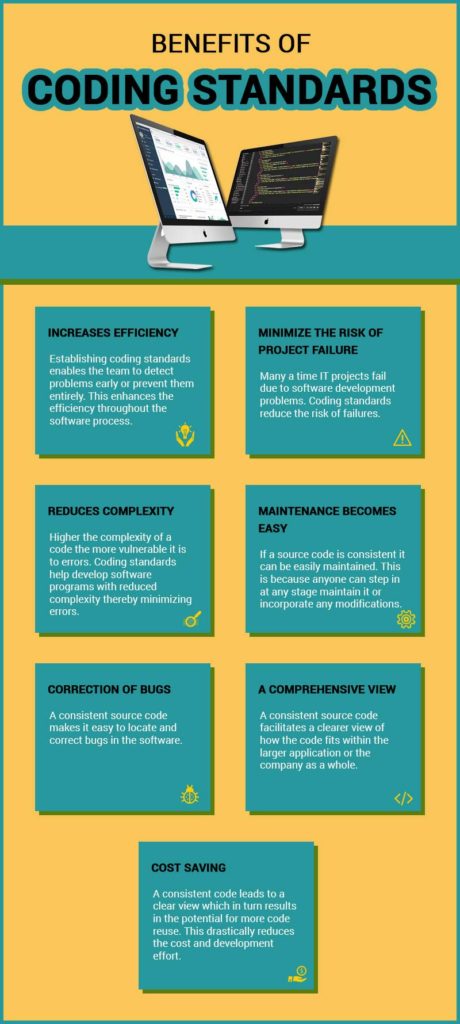 BENEFITS OF
CODING STANDARDS
INCREASES EFFICIENCY
Establishing coding standards
enables the team to detect
problems early or prevent them
entirely. This enhances the
efficiency throughout the
software process.
MINIMIZE THE RISK OF
PROJECT FAILURE
Many a time IT projects fail
due to software development
problems. Coding standards
reduce the risk of failures.
REDUCES COMPLEXITY
Higher the complexity of a
code the more vulnerable it is
to errors. Coding standards
help develop software
programs with reduced
complexity thereby minimizing
errors.
MAINTENANCE BECOMES
EASY
If a source code is consistent it
can be easily maintained. This
is because anyone can step in
at any stage maintain it or
incorporate any modifications.
CORRECTION OF BUGS
A consistent source code
makes it easy to locate and
correct bugs in the software.
A COMPREHENSIVE VIEW
A consistent source code
facilitates a clearer view of
how the code fits within the
larger application or the
company as a whole.
COST SAVING
A consistent code leads to a
clear view which in turn results
in the potential for more code
reuse. This drastically reduces
the cost and development
effort.